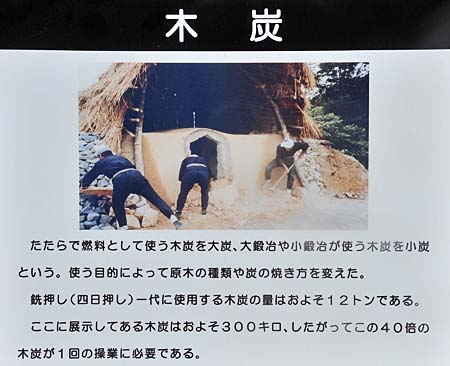 木 炭
たたらで燃料として使う木炭を大炭、大鍛冶や小鍛冶が使う木炭を小炭
という。使う目的によって原木の種類や炭の焼き方を変えた。
銑押し(四日押し)一代に使用する木炭の量はおよそ12トンである。
ここに展示してある木炭はおよそ300キロ、したがってこの40倍の
木炭が1回の操業に必要である。